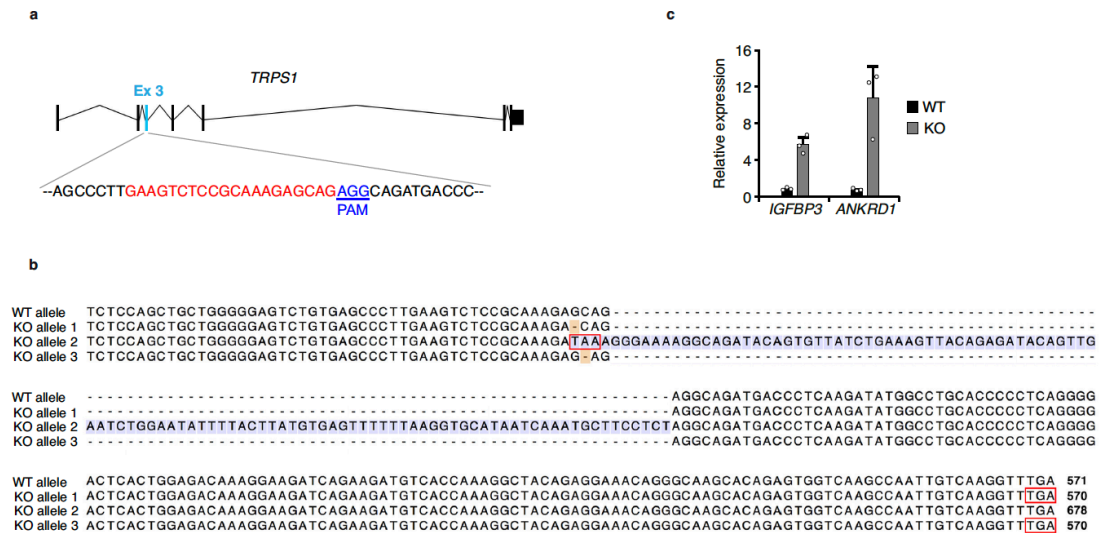 a
TRPS1
Ex 3
--AGCCCTTGAAGTCTCCGCAAAGAGCAGAGGCAGATGACCC--
PAM
c
Relative expression
16
12
8
4
0
WT
KO
IGFBP3 ANKRD1
b
WT allele TCTCCAGCTGCTGGGGGAGTCTGTGAGCCCTTGAAGTCTCCGCAAAGAGCAG------------------------------------------------
KO allele 1 TCTCCAGCTGCTGGGGGAGTCTGTGAGCCCTTGAAGTCTCCGCAAAGA-CAG------------------------------------------------
KO allele 2 TCTCCAGCTGCTGGGGGAGTCTGTGAGCCCTTGAAGTCTCCGCAAAGATAAAGGGAAAAGGCAGATACAGTGTTATCTGAAAGTTACAGAGATACAGTTG
KO allele 3 TCTCCAGCTGCTGGGGGAGTCTGTGAGCCCTTGAAGTCTCCGCAAAGAG-AG------------------------------------------------
WT allele ----------------------------------------------------------AGGCAGATGACCCTCAAGATATGGCCTGCACCCCCTCAGGGG
KO allele 1 ----------------------------------------------------------AGGCAGATGACCCTCAAGATATGGCCTGCACCCCCTCAGGGG
KO allele 2 AATCTGGAATATTTTACTTATGTGAGTTTTTTAAGGTGCATAATCAAATGCTTCCTCTAGGCAGATGACCCTCAAGATATGGCCTGCACCCCCTCAGGGG
KO allele 3 ----------------------------------------------------------AGGCAGATGACCCTCAAGATATGGCCTGCACCCCCTCAGGGG
WT allele ACTCACTGGAGACAAAGGAAGATCAGAAGATGTCACCAAAGGCTACAGAGGAAACAGGGCAAGCACAGAGTGGTCAAGCCAATTGTCAAGGTTTGA 571
KO allele 1 ACTCACTGGAGACAAAGGAAGATCAGAAGATGTCACCAAAGGCTACAGAGGAAACAGGGCAAGCACAGAGTGGTCAAGCCAATTGTCAAGGTTTGA 570
KO allele 2 ACTCACTGGAGACAAAGGAAGATCAGAAGATGTCACCAAAGGCTACAGAGGAAACAGGGCAAGCACAGAGTGGTCAAGCCAATTGTCAAGGTTTGA 678
KO allele 3 ACTCACTGGAGACAAAGGAAGATCAGAAGATGTCACCAAAGGCTACAGAGGAAACAGGGCAAGCACAGAGTGGTCAAGCCAATTGTCAAGGTTTGA 570